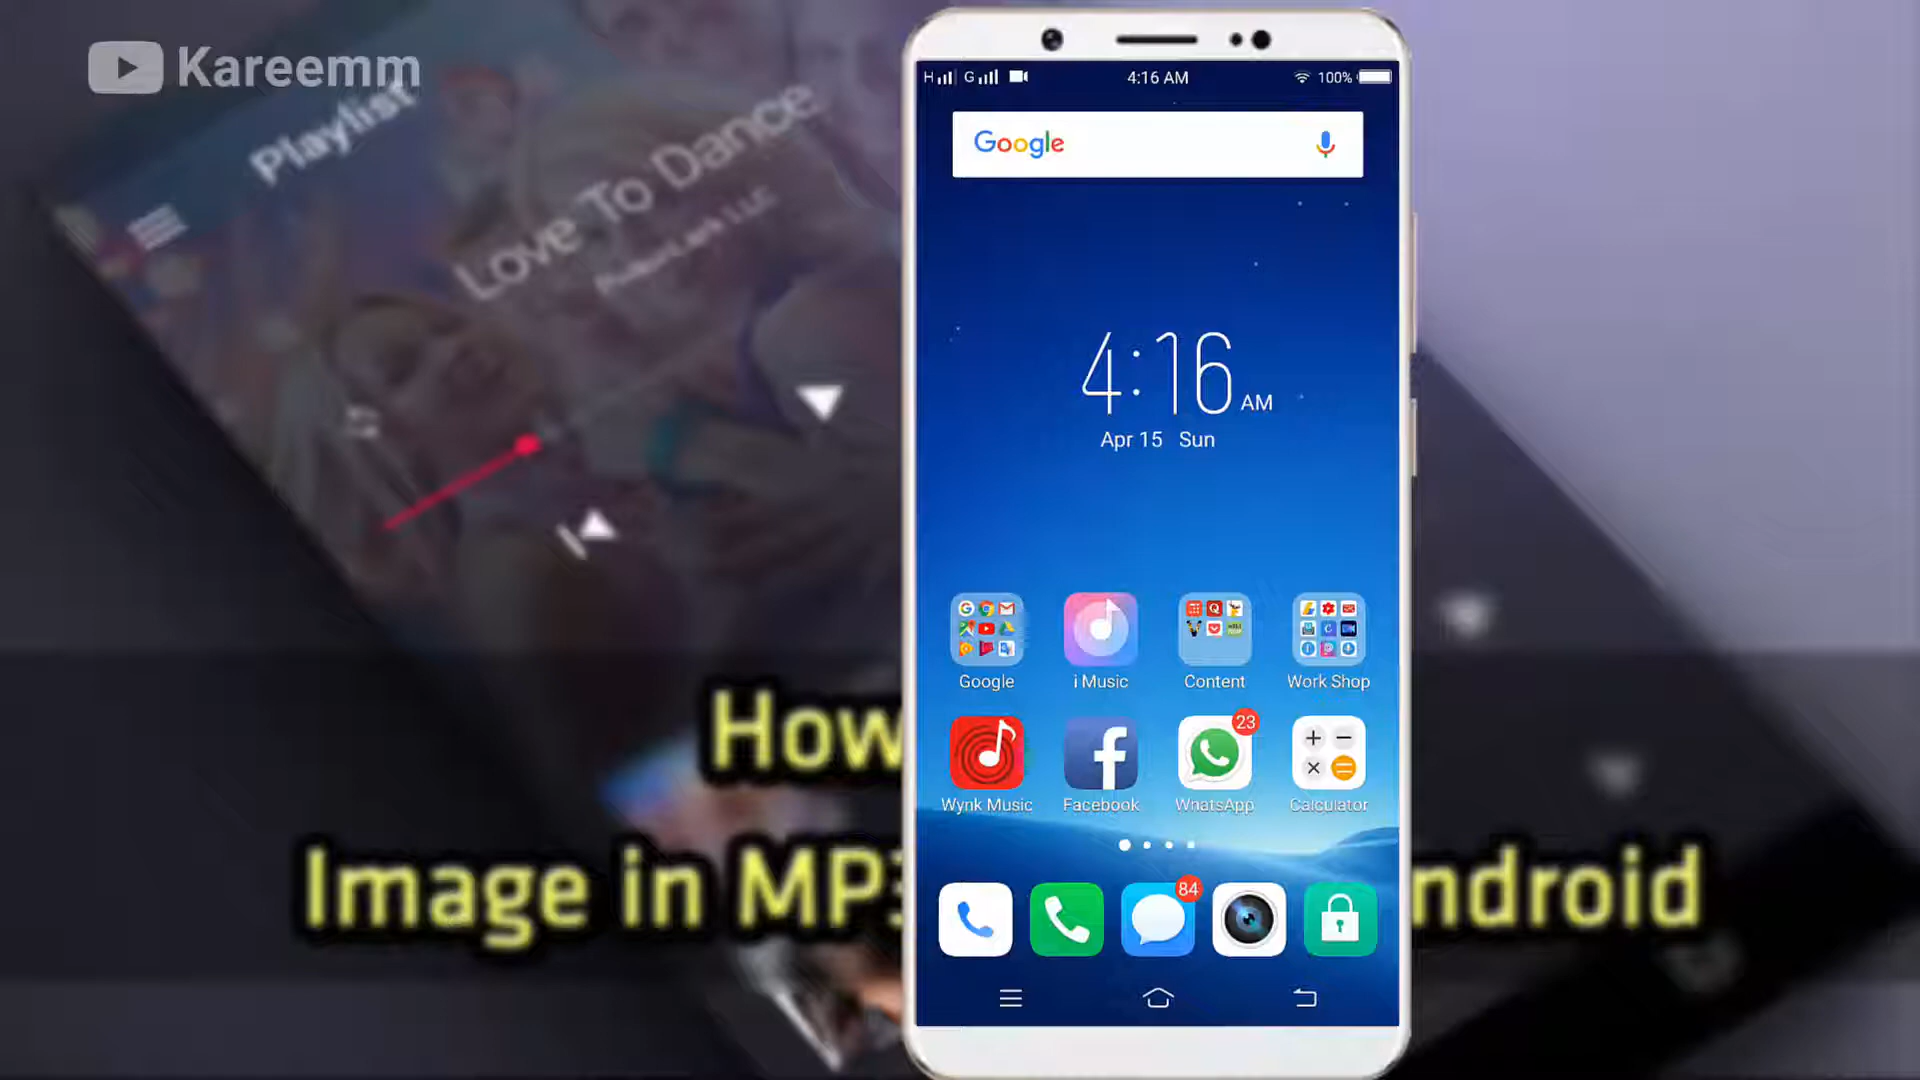 Kareemm
Playlist
Love To Dance
H G 4:16 AM 100%
Google
4:16 AM
Apr 15 Sun
Google i Music Content Work Shop
23
Wynk Music Facebook WhatsApp Calculator
84
How
Image in MP3 ndroid